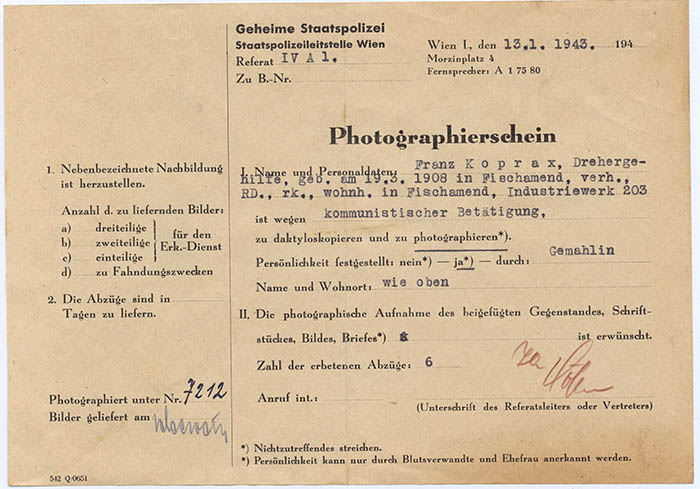 Geheime Staatspolizei
Staatspolizeileitstelle Wien
Referat IV A 1.
Zu B.-Nr.
Wien I., den 13.1. 1943. 194
Morzinplatz 4
Fernsprecher: A 1 75 80
Photographierschein
1. Nebenbezeichnete Nachbildung
ist herzustellen.
Anzahl d. zu liefernden Bilder:
a) dreiteilige
b) zweiteilige
c) einteilige
für den
Erk.-Dienst
d) zu Fahndungszwecken
2. Die Abzüge sind in
Tagen zu liefern.
Photographiert unter Nr. 7212
Bilder geliefert am
542 Q/0651
I. Name und Personaldaten: Franz K o p r a x, Dreherge-
hilfe, geb. am 19.3. 1908 in Fischamend, verh.,
RD., rk., wohnh. in Fischamend, Industriewerk 203
ist wegen kommunistischer Betätigung,
zu daktyloskopieren und zu photographieren*).
Persönlichkeit festgestellt: nein*) — ja*) — durch: Gemahlin
Name und Wohnort: wie oben
II. Die photographische Aufnahme des beigefügten Gegenstandes, Schrift-
stückes, Bildes, Briefes*) ist erwünscht.
Zahl der erbetenen Abzüge: 6
Anruf int.:
(Unterschrift des Referatsleiters oder Vertreters)
*) Nichtzutreffendes streichen.
*) Persönlichkeit kann nur durch Blutsverwandte und Ehefrau anerkannt werden.